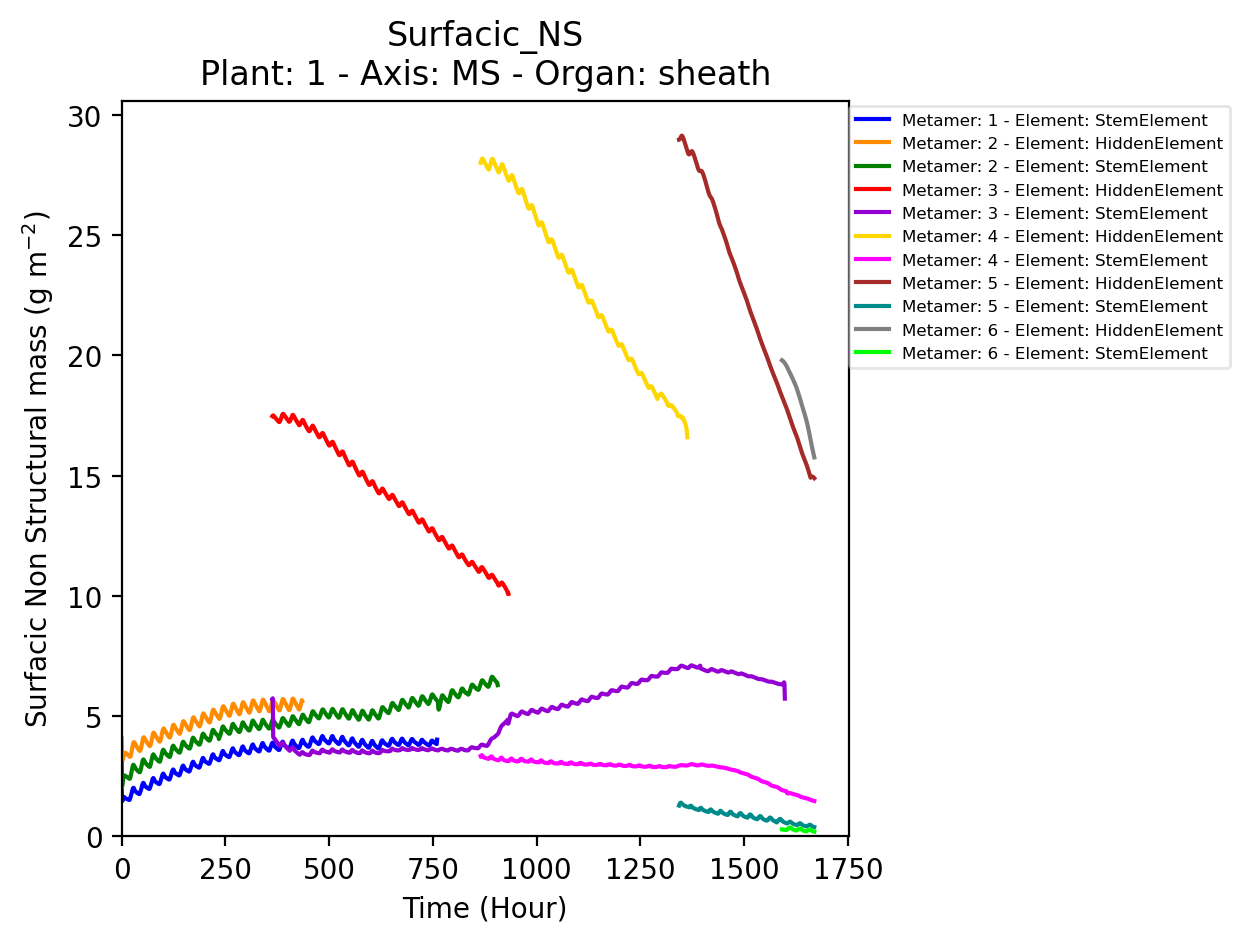 Surfacic_NS
Plant: 1 - Axis: MS - Organ: sheath
Surfacic Non Structural mass (g m⁻²)
30
25
20
15
10
5
0
0 250 500 750 1000 1250 1500 1750
Time (Hour)
Metamer: 1 - Element: StemElement
Metamer: 2 - Element: HiddenElement
Metamer: 2 - Element: StemElement
Metamer: 3 - Element: HiddenElement
Metamer: 3 - Element: StemElement
Metamer: 4 - Element: HiddenElement
Metamer: 4 - Element: StemElement
Metamer: 5 - Element: HiddenElement
Metamer: 5 - Element: StemElement
Metamer: 6 - Element: HiddenElement
Metamer: 6 - Element: StemElement